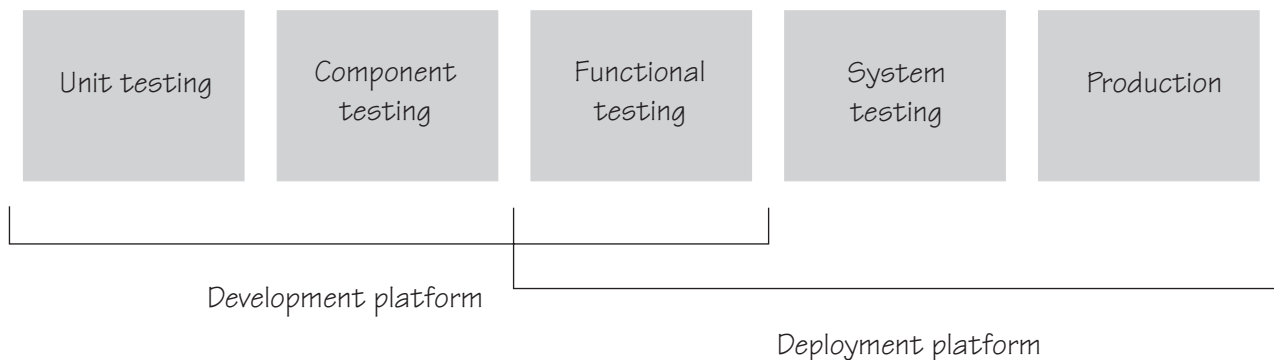 Unit testing
Component
testing
Functional
testing
System
testing
Production
Development platform
Deployment platform